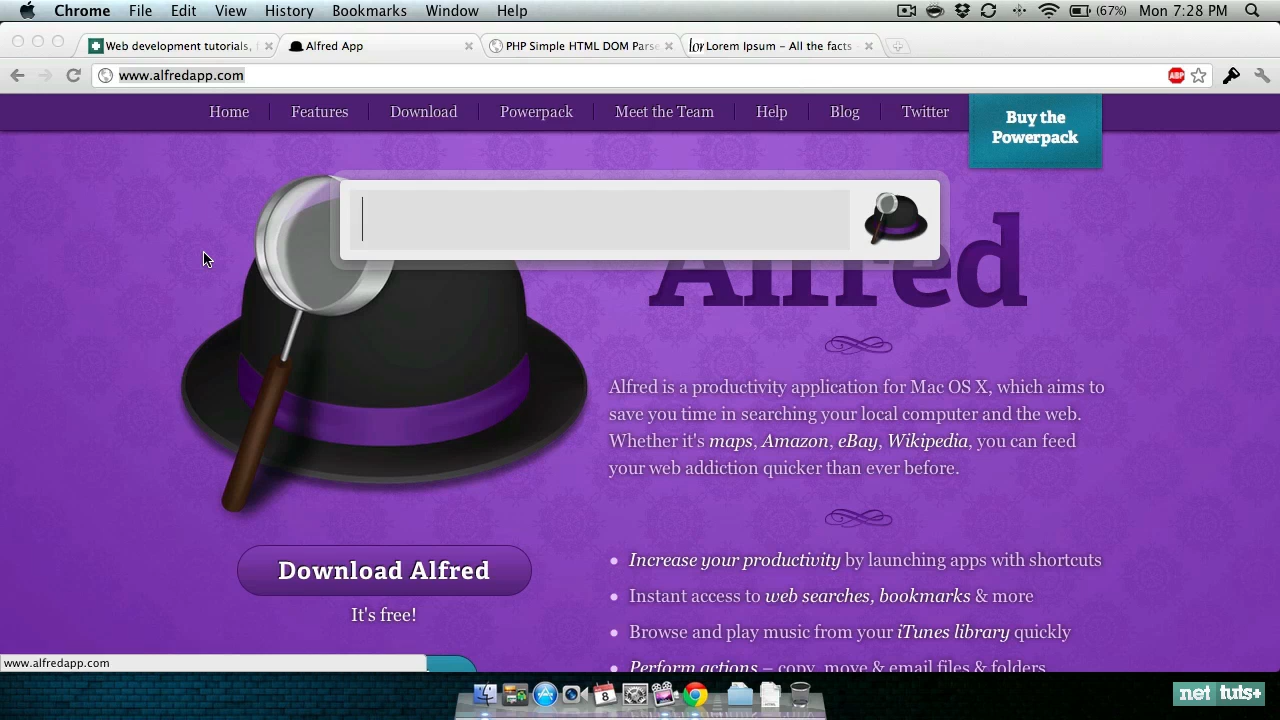 Chrome File Edit View History Bookmarks Window Help (67%) Mon 7:28 PM
Web development tutorials, Alfred App PHP Simple HTML DOM Parse Lorem Ipsum - All the facts
www.alfredapp.com ABP
Home Features Download Powerpack Meet the Team Help Blog Twitter
Buy the
Powerpack
Alfred
Alfred is a productivity application for Mac OS X, which aims to
save you time in searching your local computer and the web.
Whether it's maps, Amazon, eBay, Wikipedia, you can feed
your web addiction quicker than ever before.
Download Alfred
It's free!
• Increase your productivity by launching apps with shortcuts
• Instant access to web searches, bookmarks & more
• Browse and play music from your iTunes library quickly
• Perform actions – copy, move & email files & folders
www.alfredapp.com
8
net tuts+